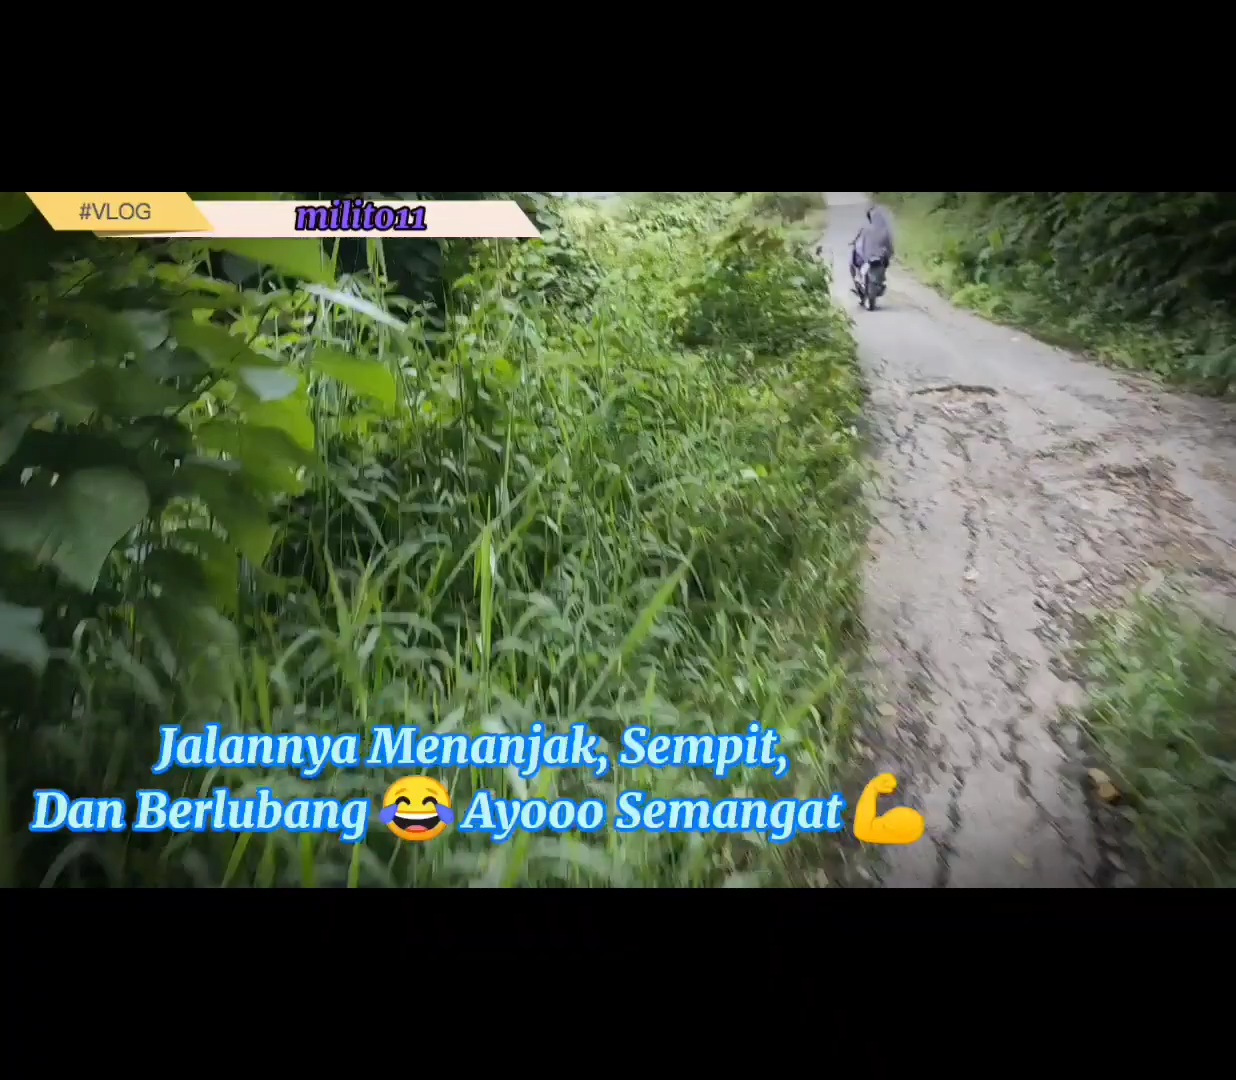 #VLOG
milito11
Jalannya Menanjak, Sempit,
Dan Berlubang 😂 Ayooo Semangat 💪